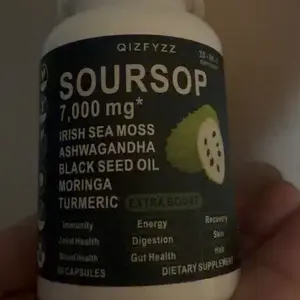 QIZFYZZ
SOURSOP
7,000 mg*
IRISH SEA MOSS
ASHWAGANDHA
BLACK SEED OIL
MORINGA
TURMERIC EXTRA BOOST
Immunity Energy Recovery
Joint Health Digestion Skin
Gut Health Hair
CAPSULES DIETARY SUPPLEMENT